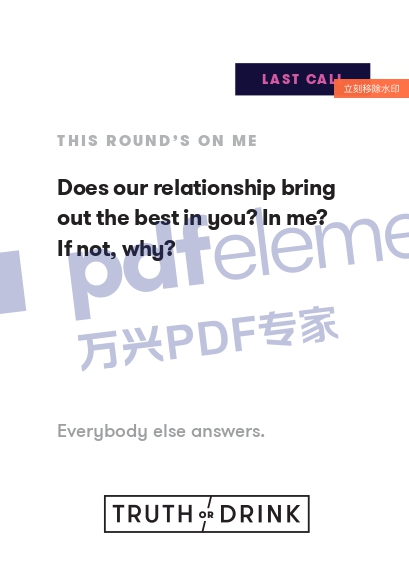 LAST CALL
立刻移除水印
THIS ROUND'S ON ME
Does our relationship bring
out the best in you? In me?
If not, why?
pdfeleme
万兴PDF专家
Everybody else answers.
TRUTH OR DRINK